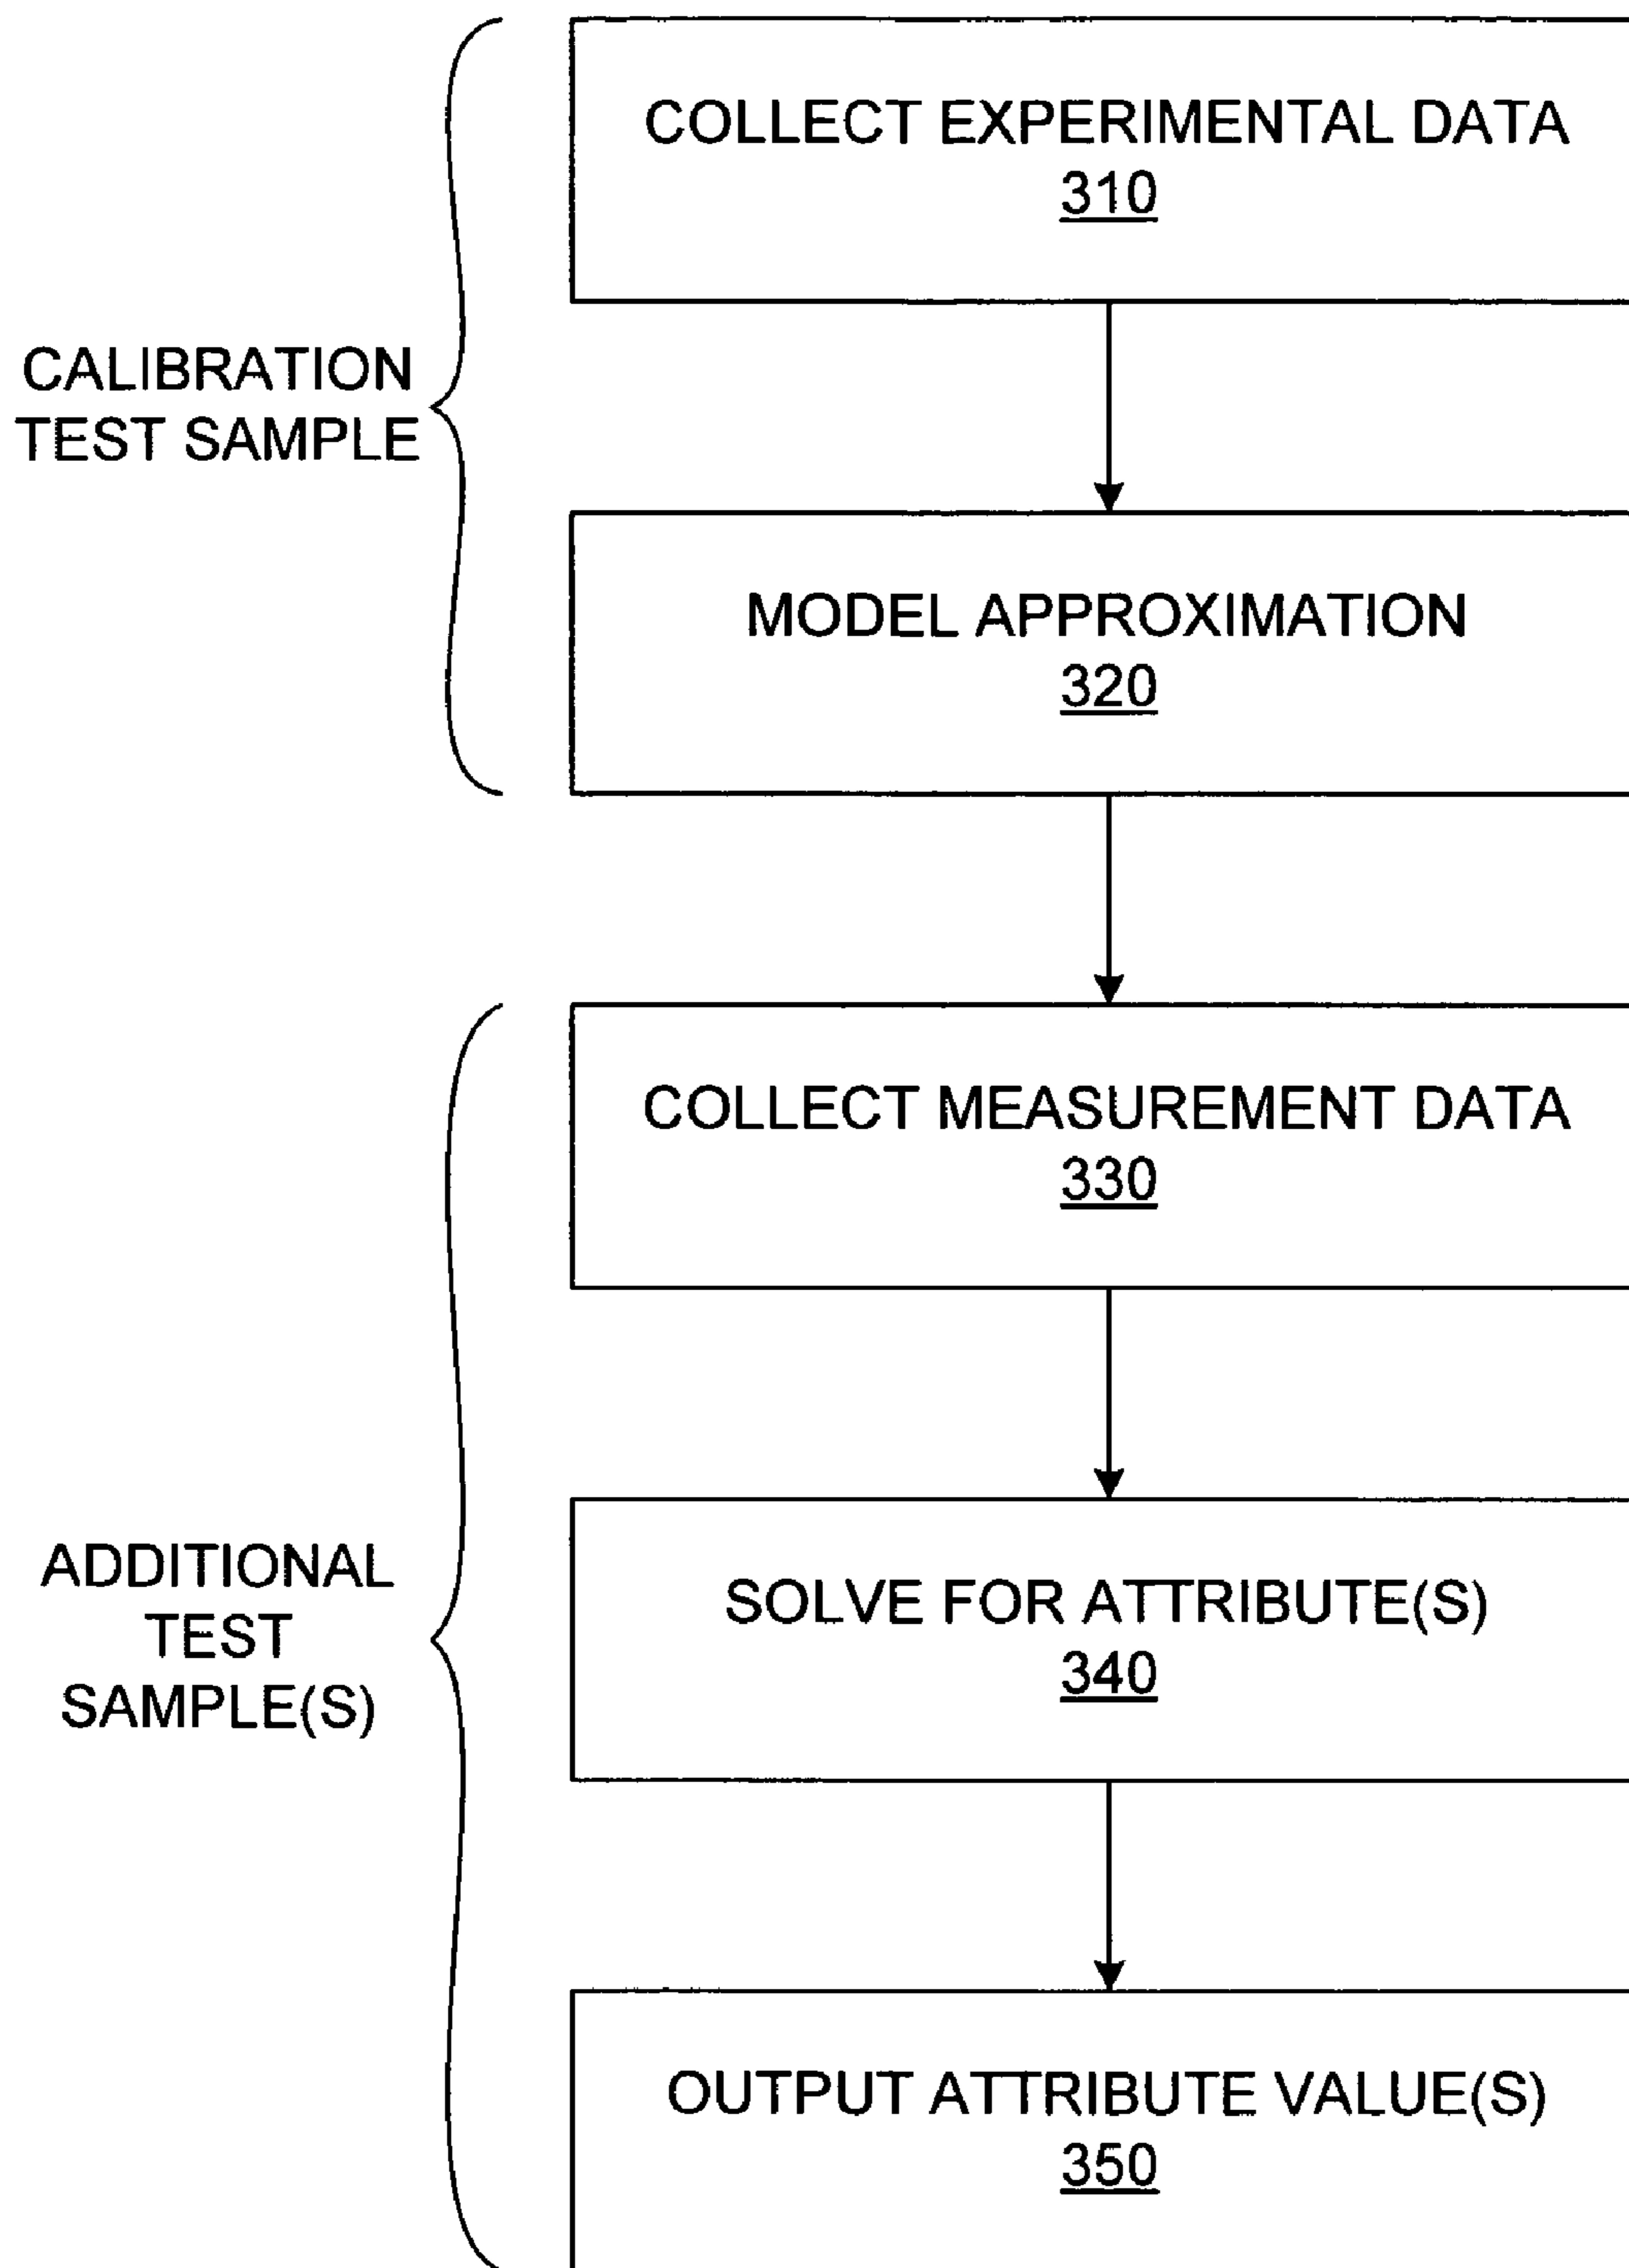 COLLECT EXPERIMENTAL DATA
310
CALIBRATION
TEST SAMPLE
MODEL APPROXIMATION
320
COLLECT MEASUREMENT DATA
330
ADDITIONAL
TEST
SAMPLE(S)
SOLVE FOR ATTRIBUTE(S)
340
OUTPUT ATTRIBUTE VALUE(S)
350